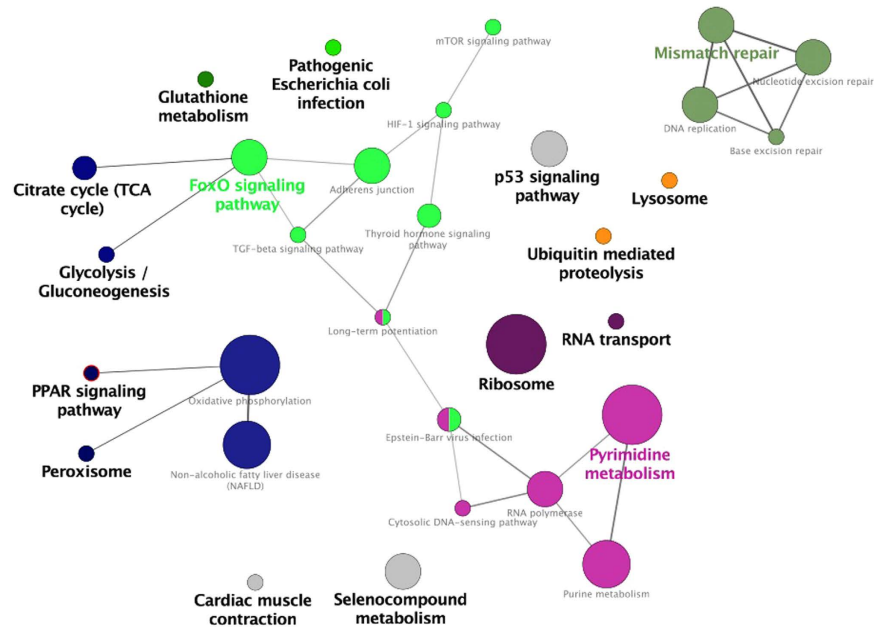 mTOR signaling pathway
Mismatch repair
Pathogenic
Escherichia coli
infection
Nucleotide excision repair
Glutathione
metabolism
HIF-1 signaling pathway
DNA replication
Base excision repair
Citrate cycle (TCA
cycle)
FoxO signaling
pathway
Adherens junction
p53 signaling
pathway
Lysosome
TGF-beta signaling pathway
Thyroid hormone signaling
pathway
Ubiquitin mediated
proteolysis
Glycolysis /
Gluconeogenesis
Long-term potentiation
RNA transport
Ribosome
PPAR signaling
pathway
Oxidative phosphorylation
Epstein-Barr virus infection
Pyrimidine
metabolism
Peroxisome
Non-alcoholic fatty liver disease
(NAFLD)
RNA polymerase
Cytosolic DNA-sensing pathway
Purine metabolism
Cardiac muscle
contraction
Selenocompound
metabolism